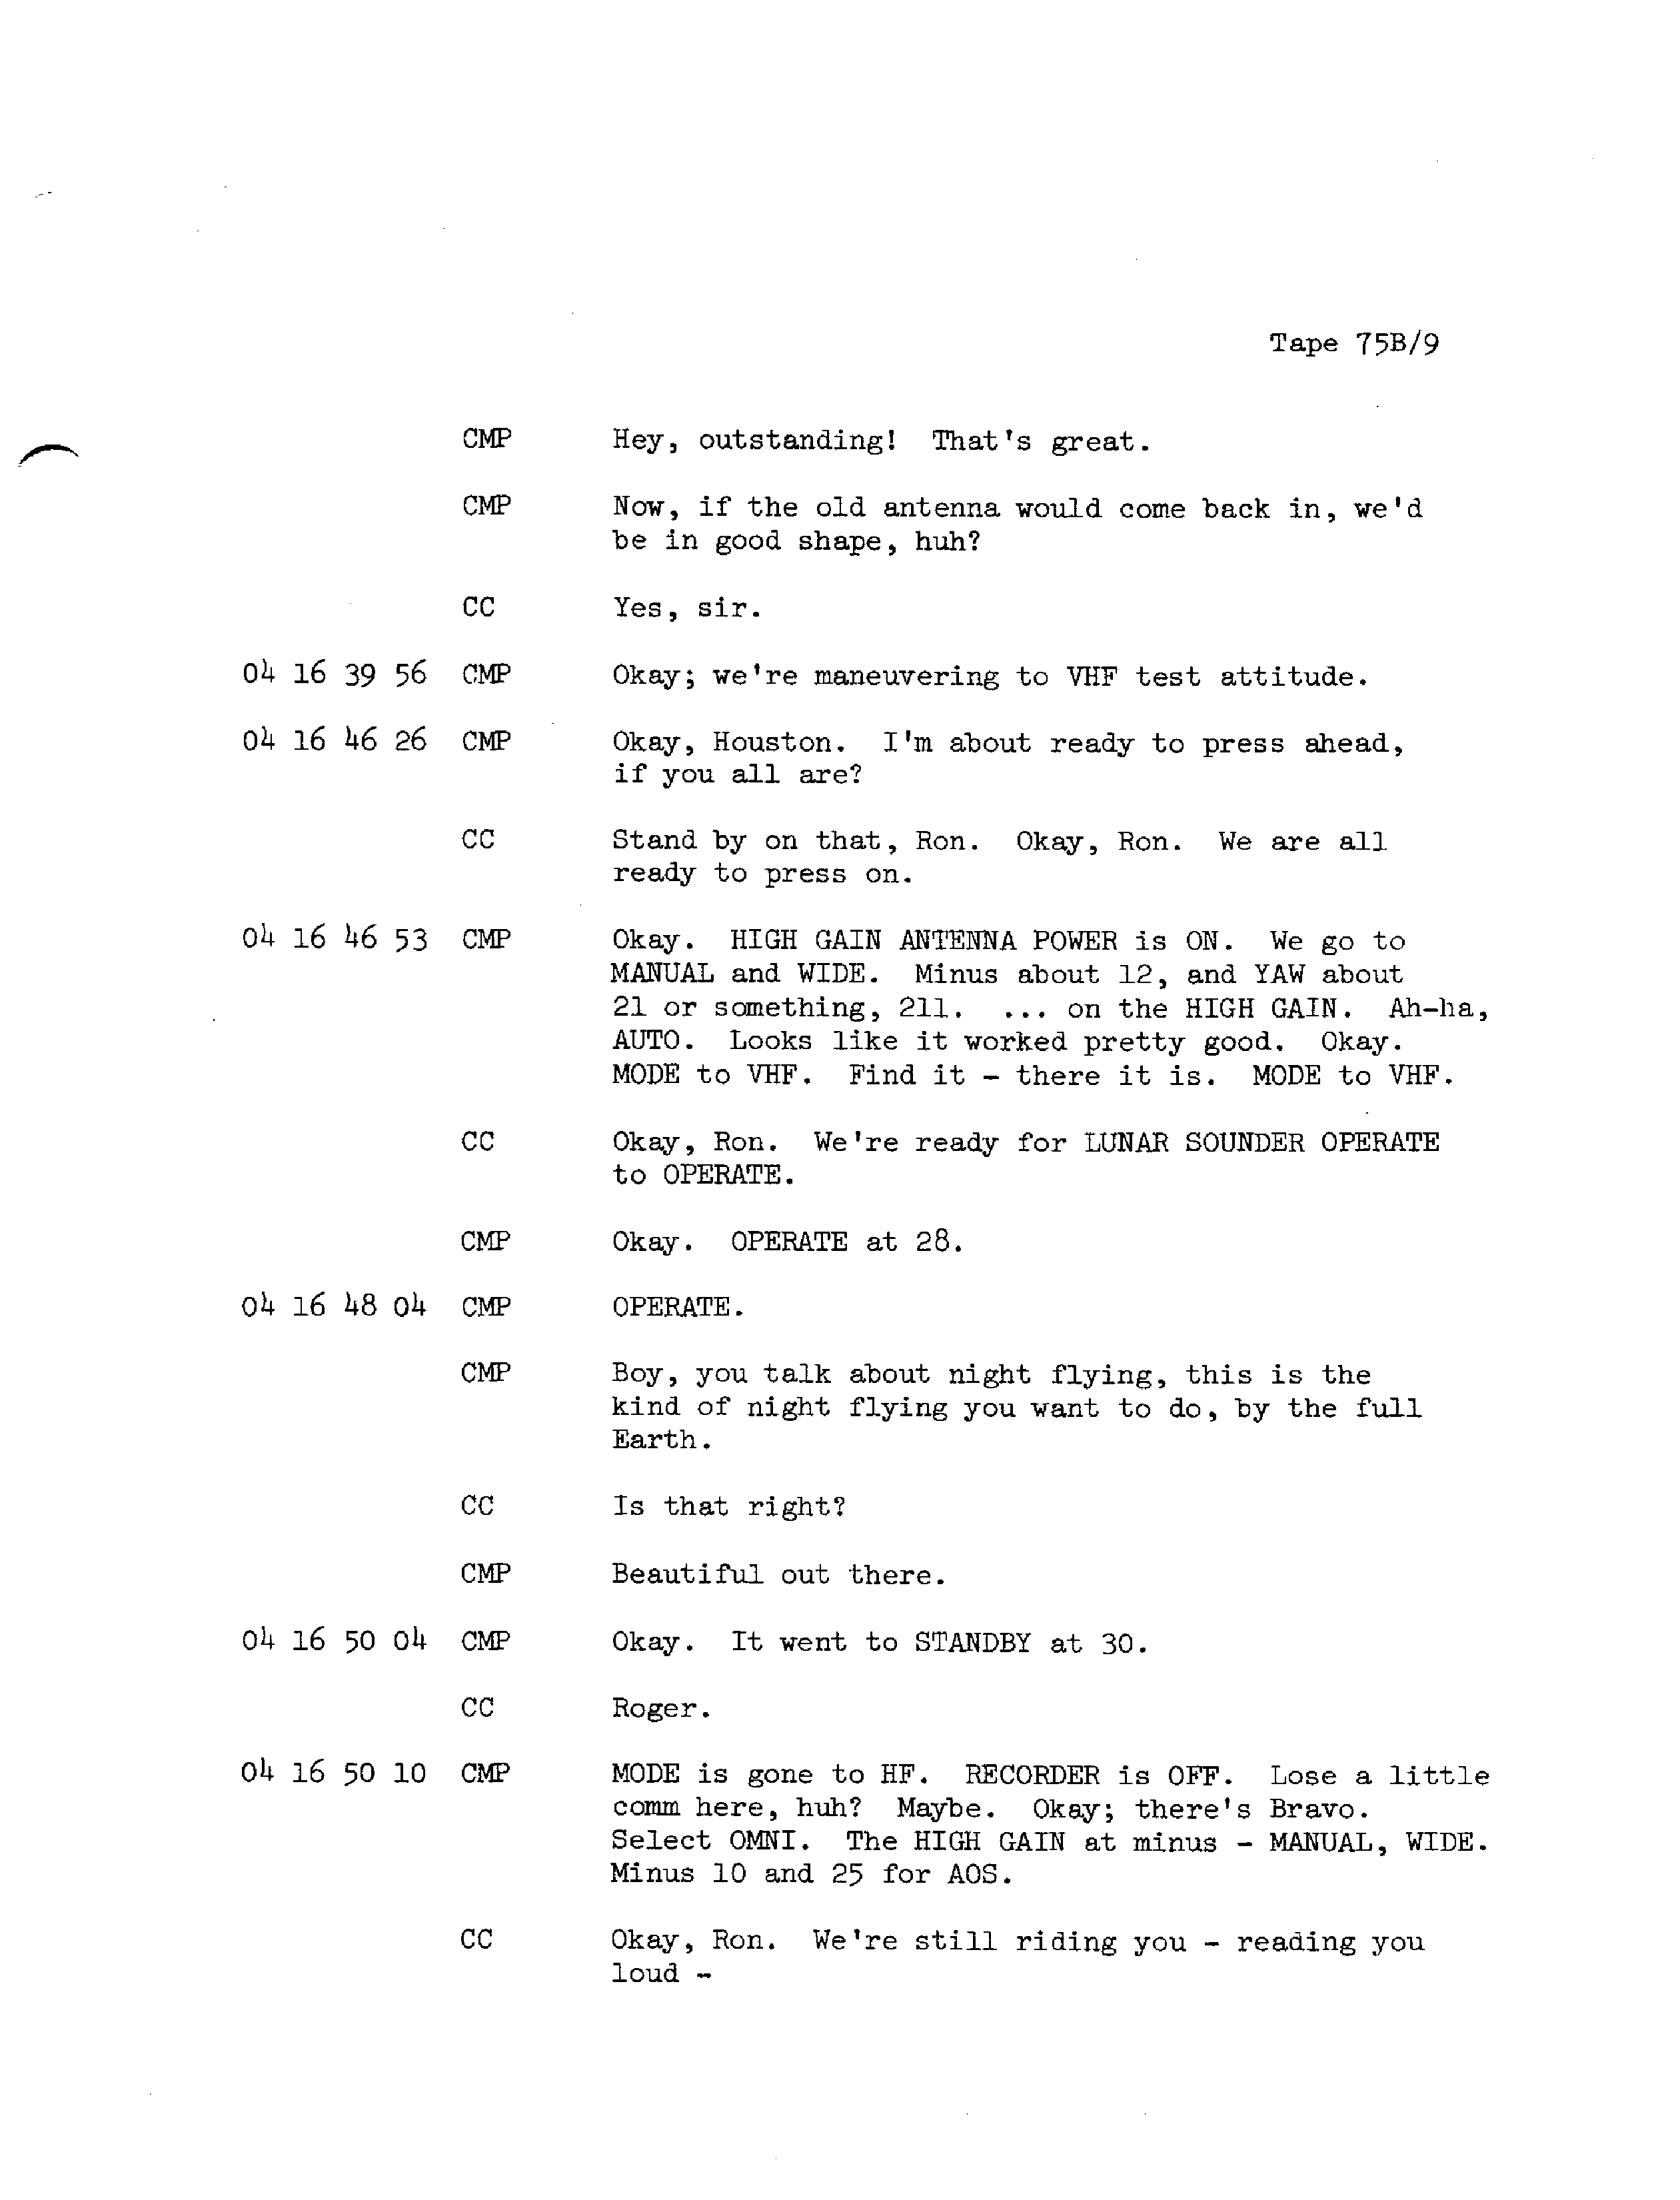 Tape 75B/9
CMP Hey, outstanding! That's great.
CMP Now, if the old antenna would come back in, we'd
be in good shape, huh?
CC Yes, sir.
04 16 39 56 CMP Okay; we're maneuvering to VHF test attitude.
04 16 46 26 CMP Okay, Houston. I'm about ready to press ahead,
if you all are?
CC Stand by on that, Ron. Okay, Ron. We are all
ready to press on.
04 16 46 53 CMP Okay. HIGH GAIN ANTENNA POWER is ON. We go to
MANUAL and WIDE. Minus about 12, and YAW about
21 or something, 211. ... on the HIGH GAIN. Ah-ha,
AUTO. Looks like it worked pretty good. Okay.
MODE to VHF. Find it - there it is. MODE to VHF.
CC Okay, Ron. We're ready for LUNAR SOUNDER OPERATE
to OPERATE.
CMP Okay. OPERATE at 28.
04 16 48 04 CMP OPERATE.
CMP Boy, you talk about night flying, this is the
kind of night flying you want to do, by the full
Earth.
CC Is that right?
CMP Beautiful out there.
04 16 50 04 CMP Okay. It went to STANDBY at 30.
CC Roger.
04 16 50 10 CMP MODE is gone to HF. RECORDER is OFF. Lose a little
comm here, huh? Maybe. Okay; there's Bravo.
Select OMNI. The HIGH GAIN at minus - MANUAL, WIDE.
Minus 10 and 25 for AOS.
CC Okay, Ron. We're still riding you - reading you
loud -